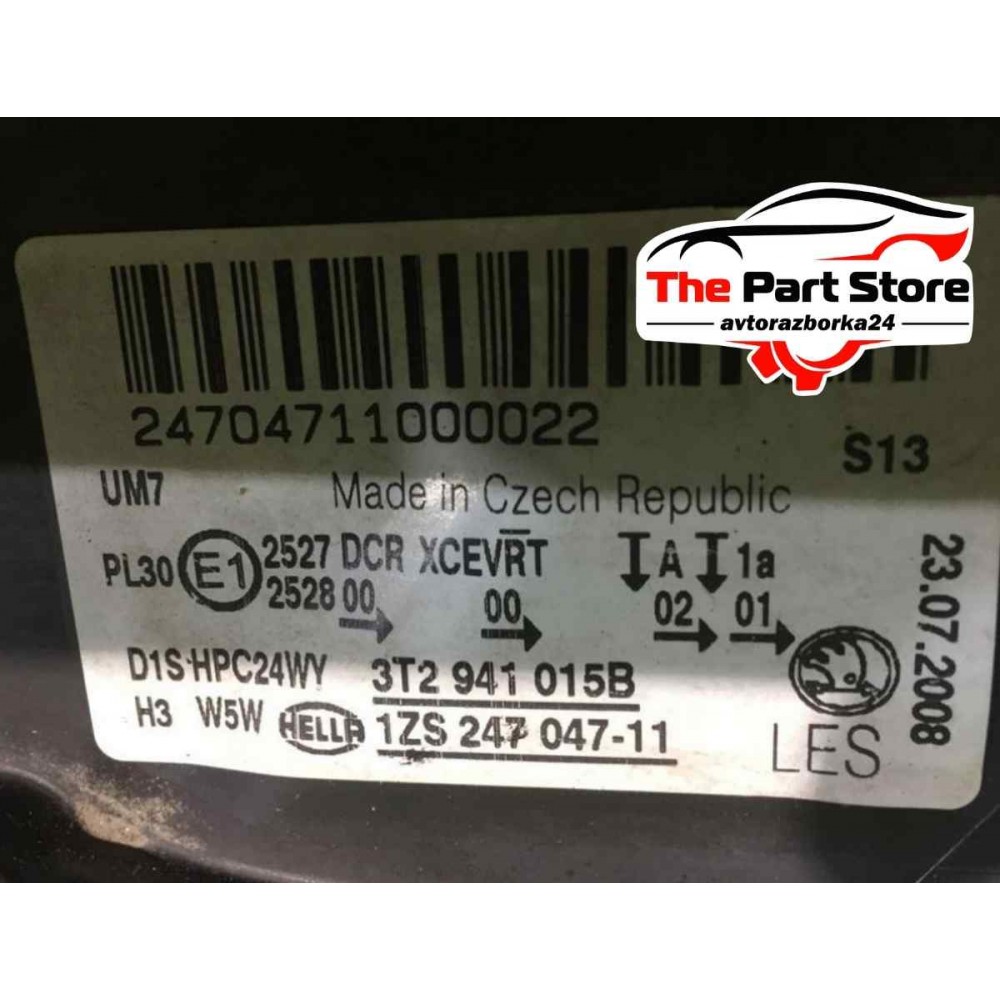 The Part Store
avtorazborka24
24704711000022
S13
UM7 Made in Czech Republic
PL30 E1 2527 DCR XCEVRT A 1a
2528 00 00 02 01
D1S HPC24WY 3T2 941 015B
H3 W5W HELLA 1ZS 247 047-11
LES
23.07.2008